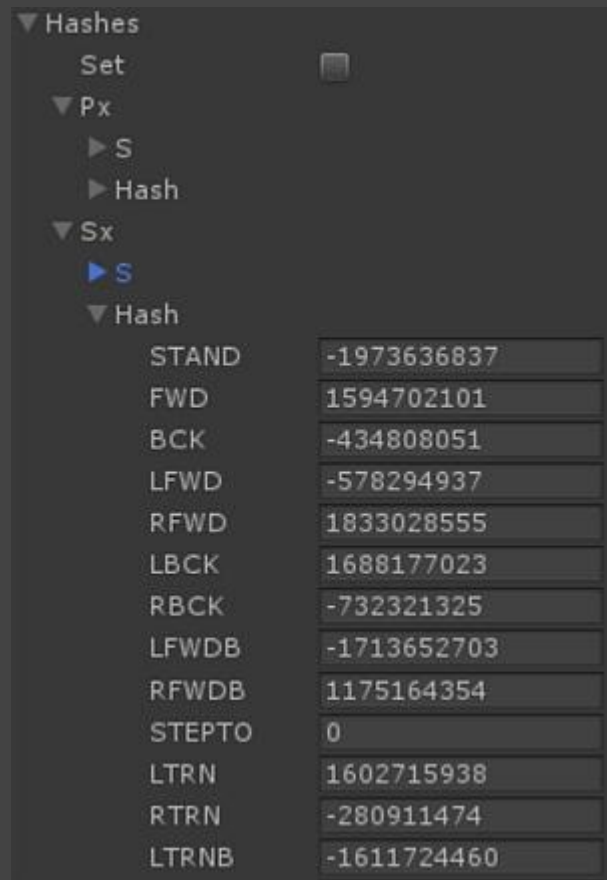 Hashes
Set
Px
S
Hash
Sx
S
Hash
STAND -1973636837
FWD 1594702101
BCK -434808051
LFWD -578294937
RFWD 1833028555
LBCK 1688177023
RBCK -732321325
LFWDB -1713652703
RFWDB 1175164354
STEPTO 0
LTRN 1602715938
RTRN -280911474
LTRNB -1611724460